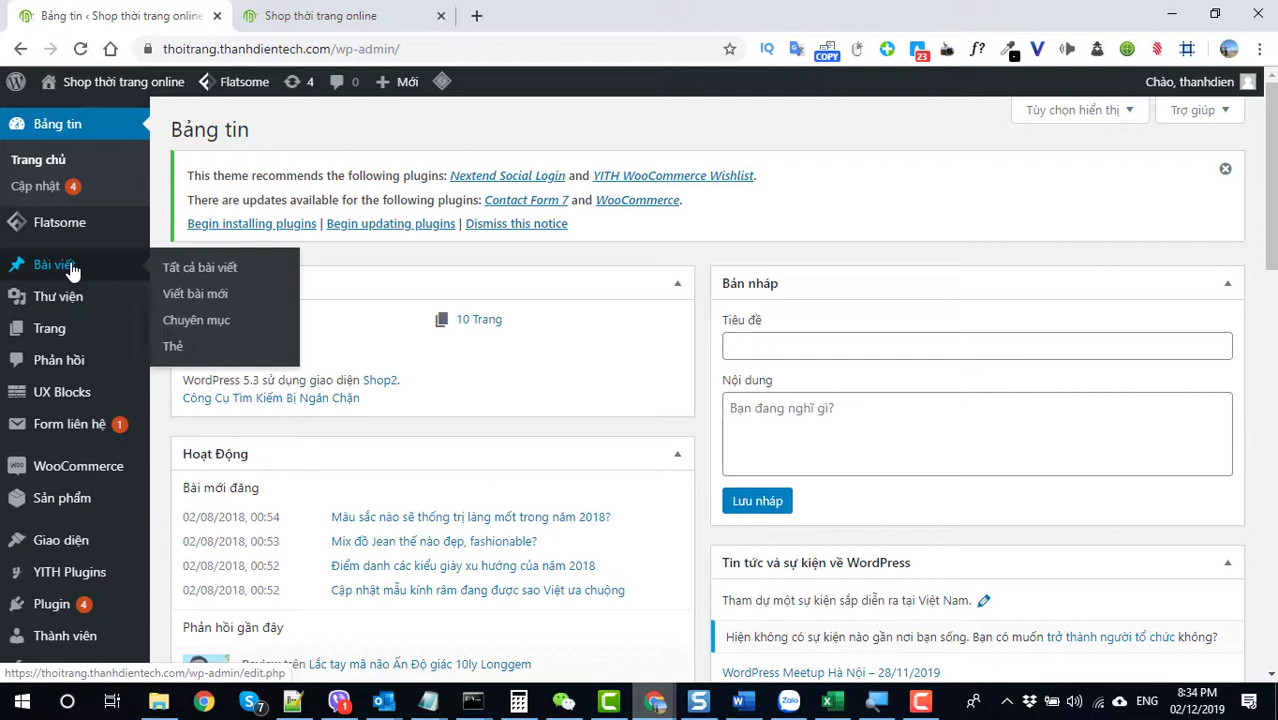 Bảng tin ‹ Shop thời trang online
Shop thời trang online
thoitrang.thanhdientech.com/wp-admin/
IQ
COPY
23
f?
V
Shop thời trang online
Flatsome
4
0
Mới
Chào, thanhdien
Tùy chọn hiển thị
Trợ giúp
Bảng tin
Trang chủ
Cập nhật 4
Flatsome
Bài viết
Thư viện
Trang
Phản hồi
UX Blocks
Form liên hệ 1
WooCommerce
Sản phẩm
Giao diện
YITH Plugins
Plugin 4
Thành viên
Tất cả bài viết
Viết bài mới
Chuyên mục
Thẻ
Bảng tin
This theme recommends the following plugins: Nextend Social Login and YITH WooCommerce Wishlist.
There are updates available for the following plugins: Contact Form 7 and WooCommerce.
Begin installing plugins | Begin updating plugins | Dismiss this notice
10 Trang
WordPress 5.3 sử dụng giao diện Shop2.
Công Cụ Tìm Kiếm Bị Ngăn Chặn
Hoạt Động
Bài mới đăng
02/08/2018, 00:54 Màu sắc nào sẽ thống trị làng mốt trong năm 2018?
02/08/2018, 00:53 Mix đồ Jean thế nào đẹp, fashionable?
02/08/2018, 00:52 Điểm danh các kiểu giày xu hướng của năm 2018
02/08/2018, 00:52 Cập nhật mẫu kính râm đang được sao Việt ưa chuộng
Phản hồi gần đây
Review trên Lắc tay mã não Ấn Độ giác 10ly Longgem
Bản nháp
Tiêu đề
Nội dung
Bạn đang nghĩ gì?
Lưu nháp
Tin tức và sự kiện về WordPress
Tham dự một sự kiện sắp diễn ra tại Việt Nam.
Hiện không có sự kiện nào gần nơi bạn sống. Bạn có muốn trở thành người tổ chức không?
WordPress Meetup Hà Nội – 28/11/2019
https://thoitrang.thanhdientech.com/wp-admin/edit.php
ENG
8:34 PM
02/12/2019